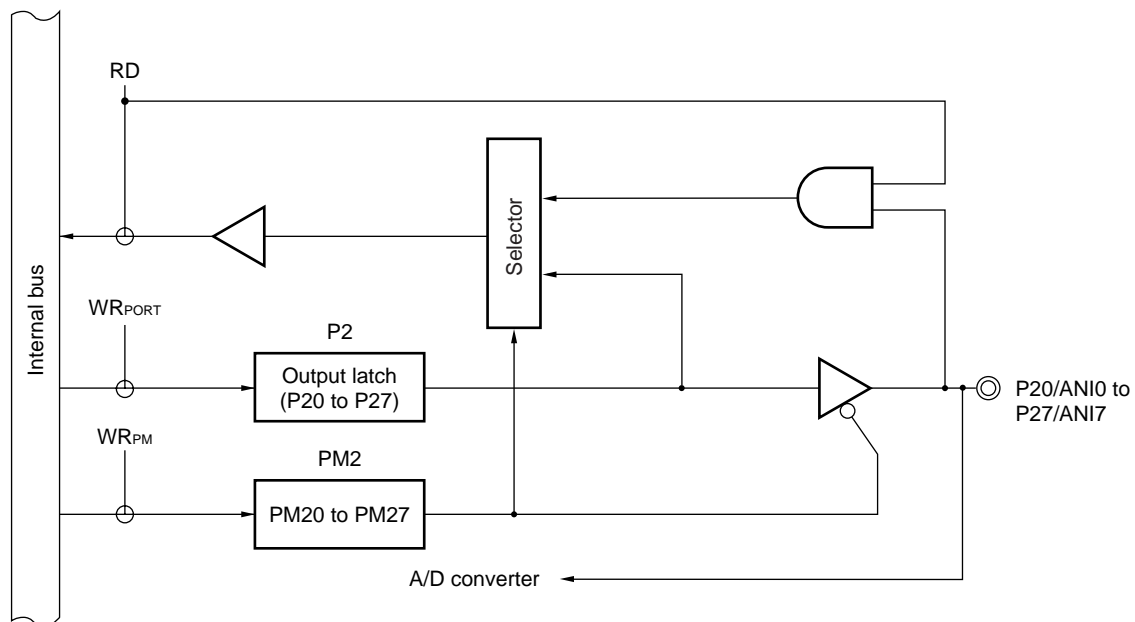 RD
Selector
Internal bus
WRPORT
P2
Output latch
(P20 to P27)
P20/ANI0 to
P27/ANI7
WRPM
PM2
PM20 to PM27
A/D converter